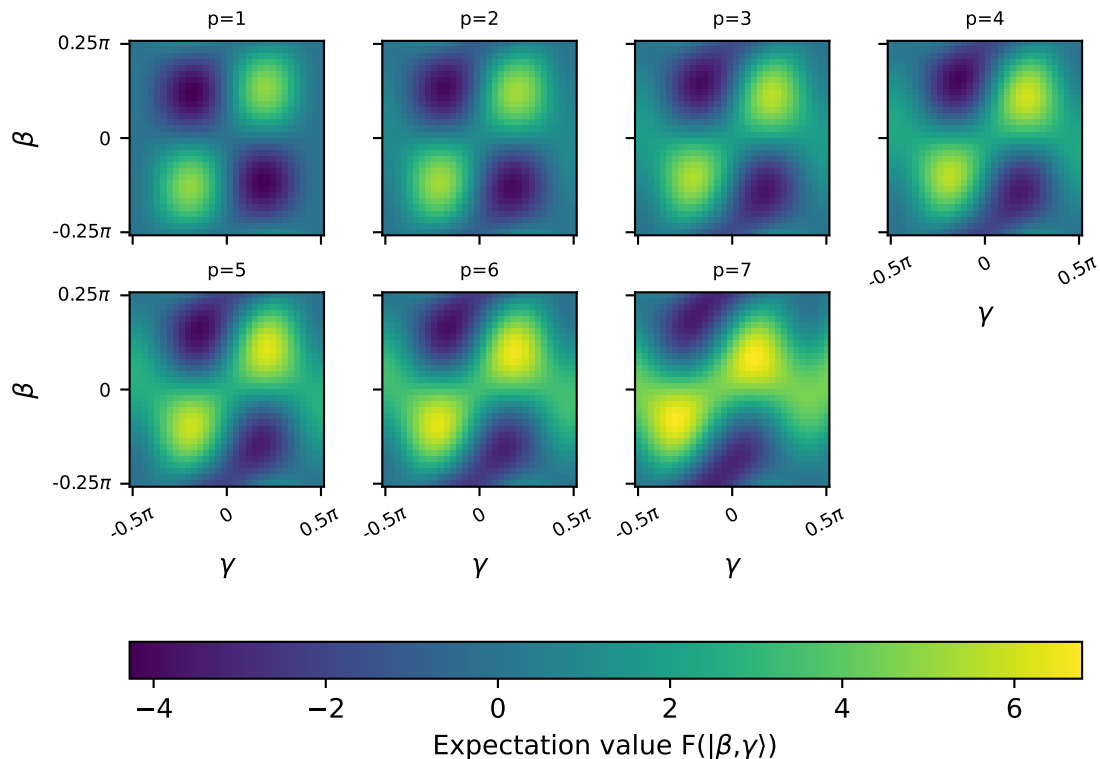 p=1 p=2 p=3 p=4
0.25π
β
0
-0.25π
-0.5π 0 0.5π
γ
p=5 p=6 p=7
0.25π
β
0
-0.25π
-0.5π 0 0.5π -0.5π 0 0.5π -0.5π 0 0.5π
γ γ γ
−4 −2 0 2 4 6
Expectation value F(|β,γ⟩)